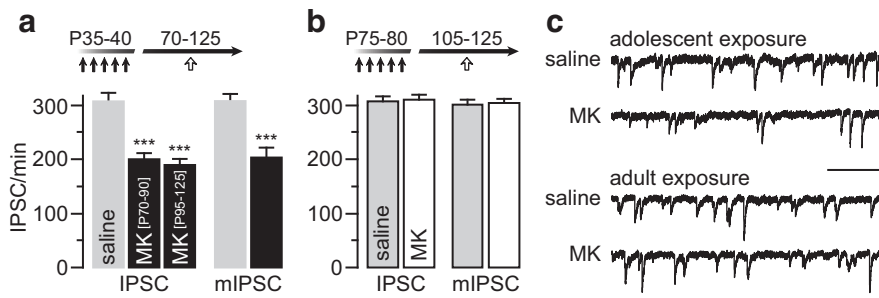 a
P35-40
70-125
IPSC/min
300
200
100
0
saline
MK [P70-90]
MK [P95-125]
***
***
***
IPSC
mIPSC
b
P75-80
105-125
300
200
100
0
saline
MK
IPSC
mIPSC
c
adolescent exposure
saline
MK
adult exposure
saline
MK